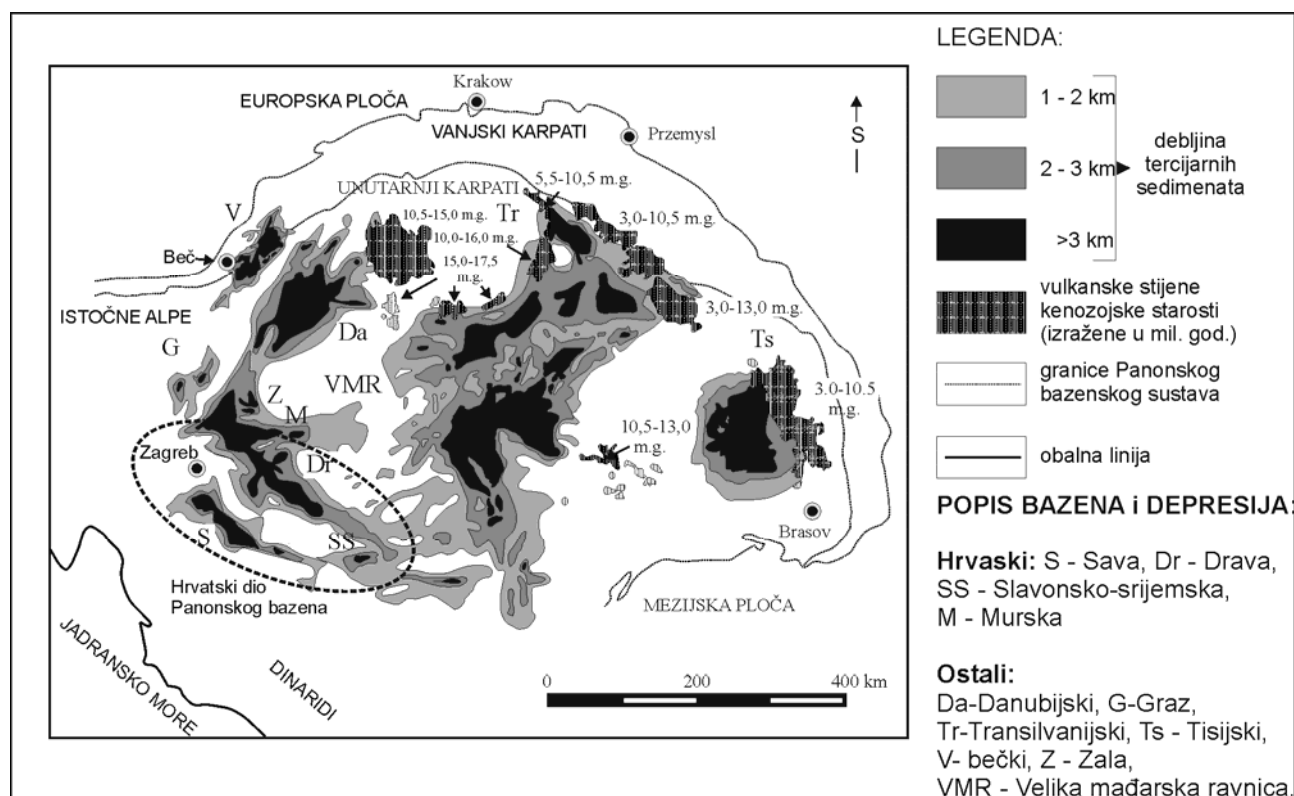 Krakow
EUROPSKA PLOČA
VANJSKI KARPATI
Przemysl
S
UNUTARNJI KARPATI
5,5-10,5 m.g.
V
10,5-15,0 m.g.
Tr
3,0-10,5 m.g.
10,0-16,0 m.g.
Beč
15,0-17,5
m.g.
3,0-13,0 m.g.
ISTOČNE ALPE
Da
G
Ts
VMR
Z
3.0-10.5
m.g.
M
10,5-13,0
m.g.
Zagreb
Dr
S
SS
Brasov
Hrvatski dio
Panonskog bazena
MEZIJSKA PLOČA
JADRANSKO MORE
DINARIDI
0 200 400 km
LEGENDA:
1 - 2 km
2 - 3 km
>3 km
debljina
tercijarnih
sedimenata
vulkanske stijene
kenozojske starosti
(izražene u mil. god.)
granice Panonskog
bazenskog sustava
obalna linija
POPIS BAZENA i DEPRESIJA:
Hrvaski: S - Sava, Dr - Drava,
SS - Slavonsko-srijemska,
M - Murska
Ostali:
Da-Danubijski, G-Graz,
Tr-Transilvanijski, Ts - Tisijski,
V- bečki, Z - Zala,
VMR - Velika mađarska ravnica.